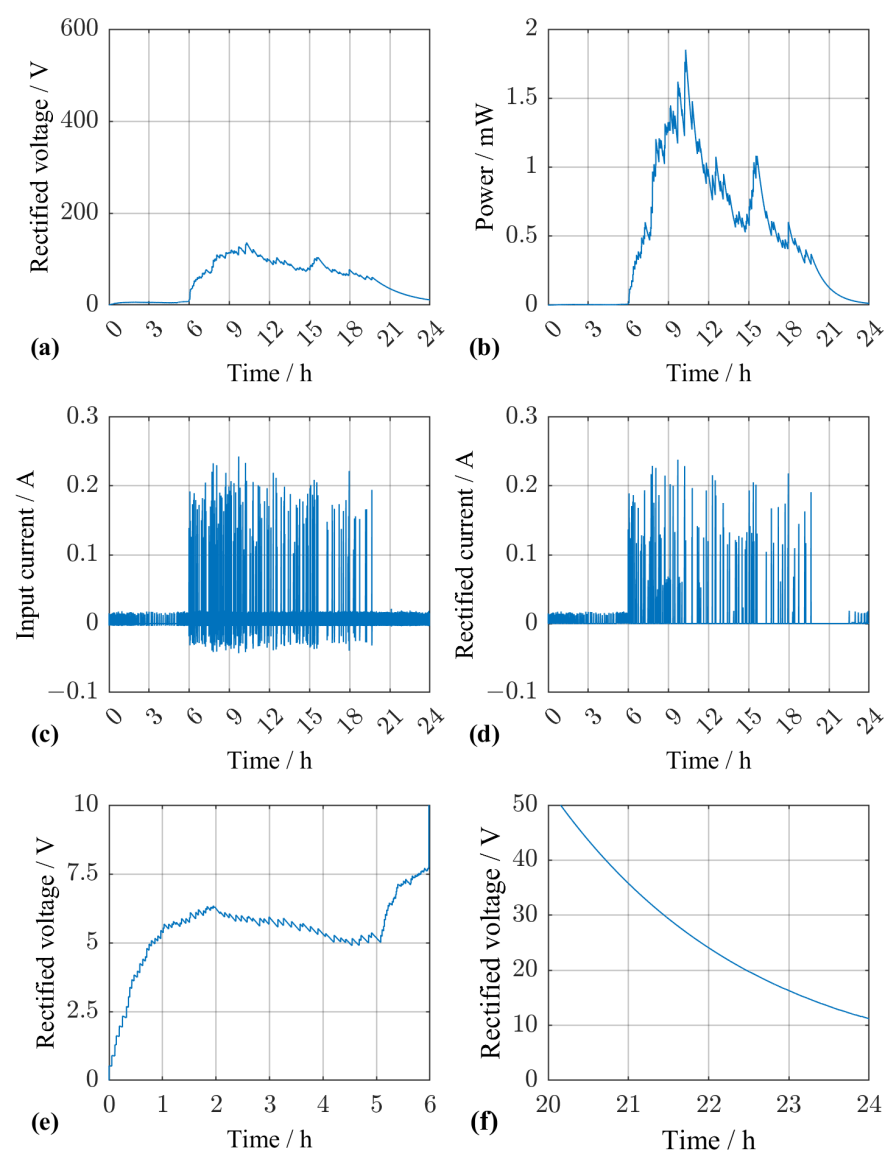 600
400
200
0
Rectified voltage / V
0 3 6 9 12 15 18 21 24
Time / h
(a)
2
1.5
1
0.5
0
Power / mW
0 3 6 9 12 15 18 21 24
Time / h
(b)
0.3
0.2
0.1
0
−0.1
Input current / A
0 3 6 9 12 15 18 21 24
Time / h
(c)
0.3
0.2
0.1
0
−0.1
Rectified current / A
0 3 6 9 12 15 18 21 24
Time / h
(d)
10
7.5
5
2.5
0
Rectified voltage / V
0 1 2 3 4 5 6
Time / h
(e)
50
40
30
20
10
0
Rectified voltage / V
20 21 22 23 24
Time / h
(f)